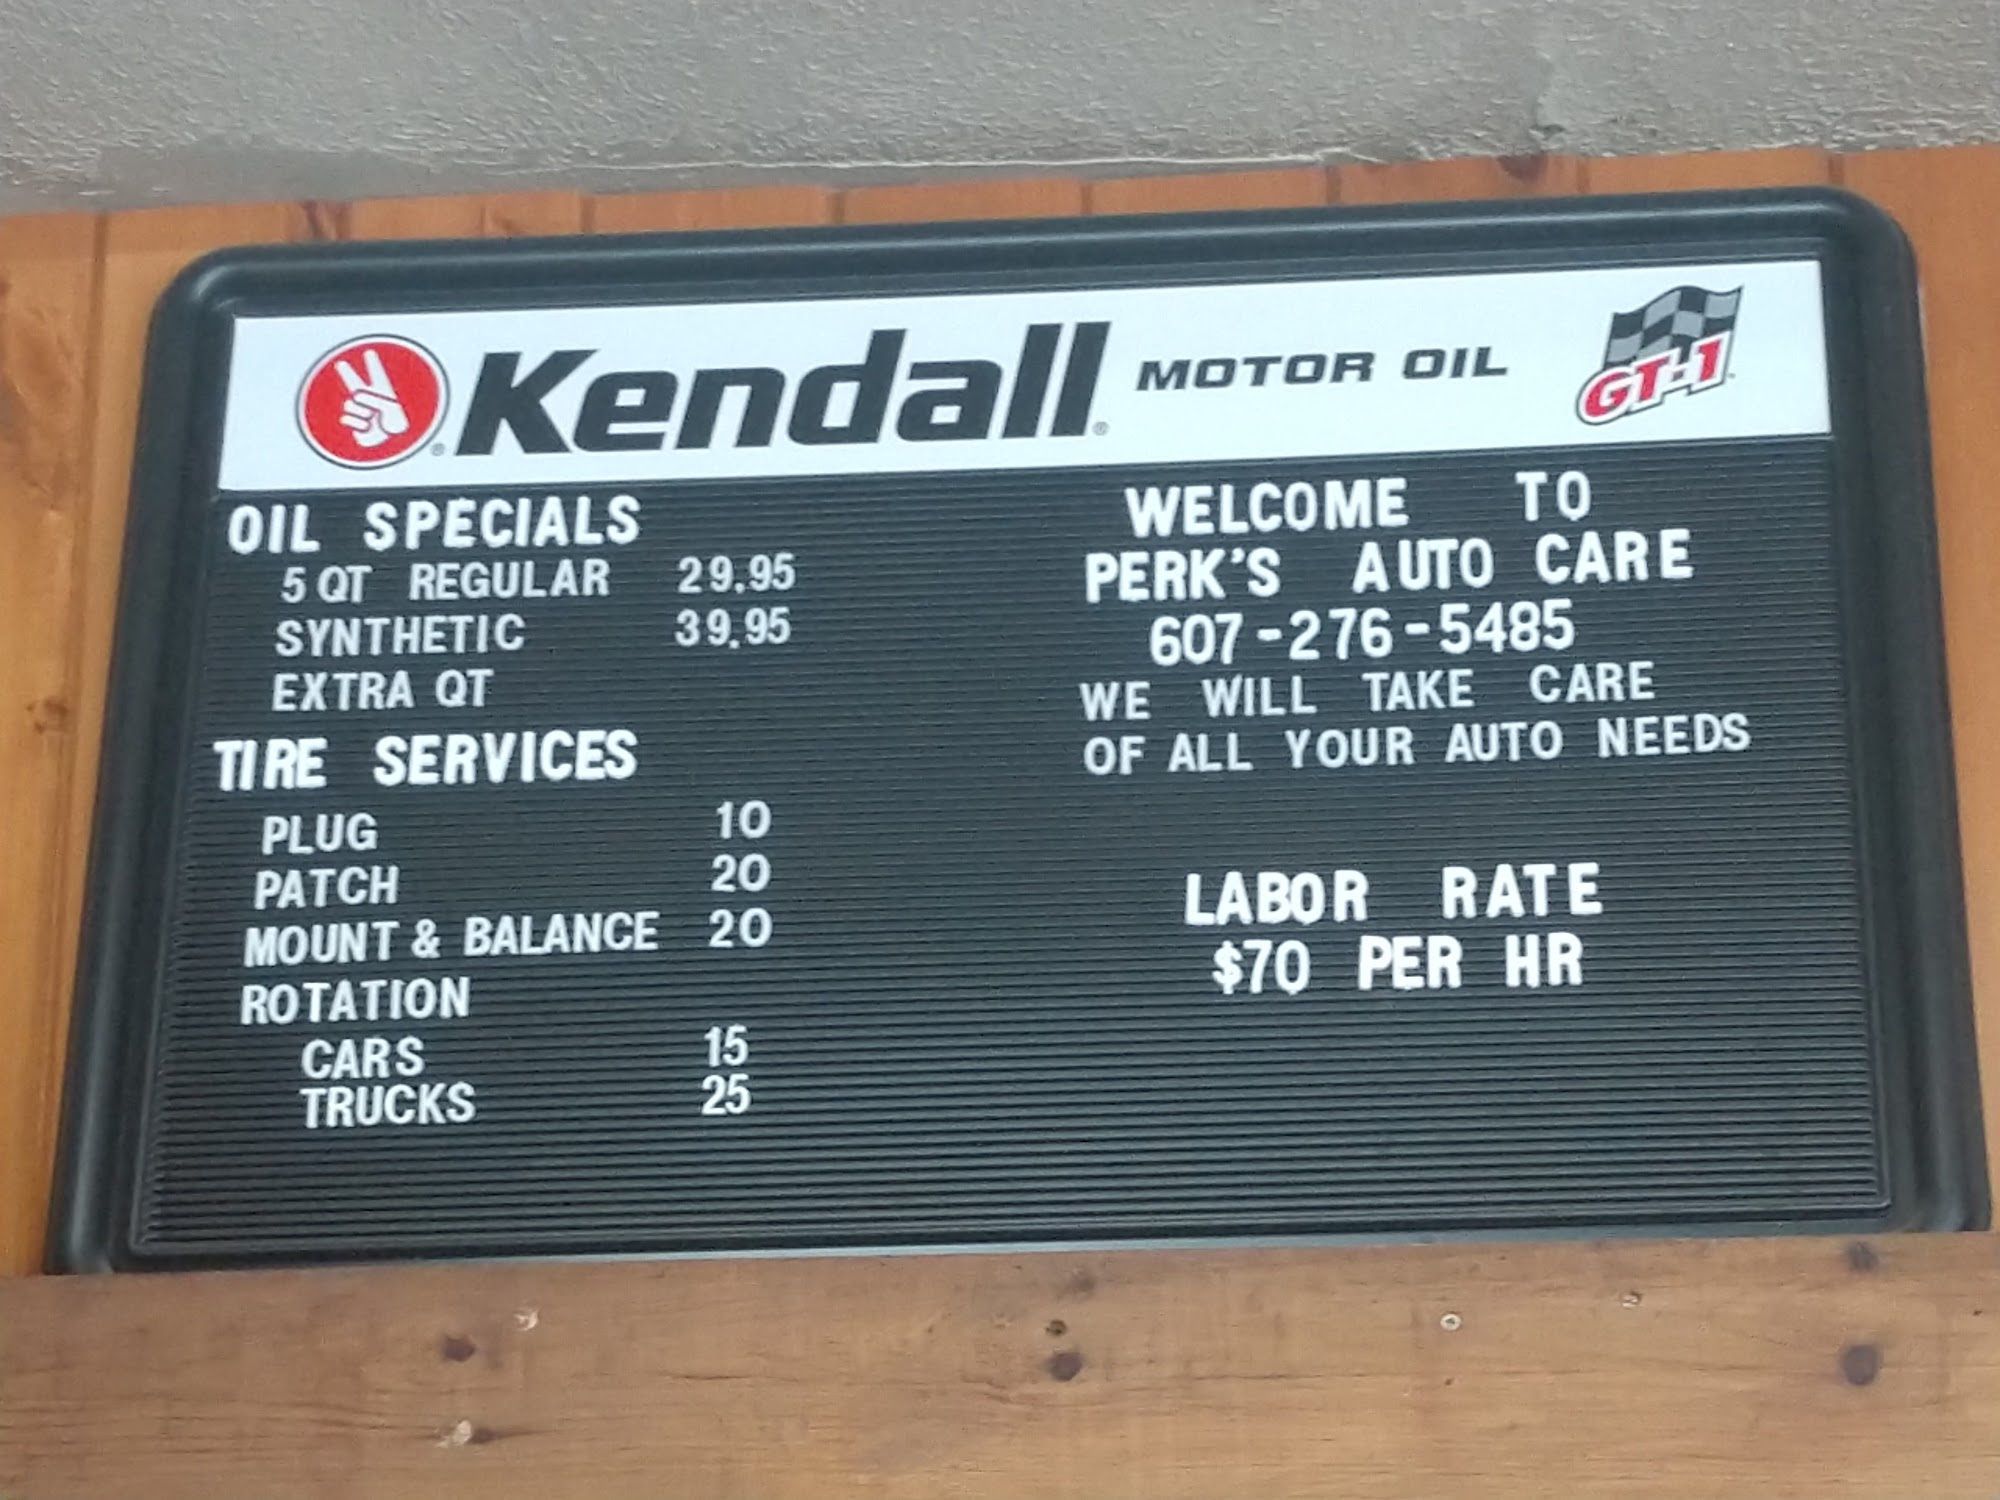 Kendall MOTOR OIL GT-1
OIL SPECIALS
5 QT REGULAR 29.95
SYNTHETIC 39.95
EXTRA QT
TIRE SERVICES
PLUG 10
PATCH 20
MOUNT & BALANCE 20
ROTATION
CARS 15
TRUCKS 25
WELCOME TO
PERK'S AUTO CARE
607-276-5485
WE WILL TAKE CARE
OF ALL YOUR AUTO NEEDS
LABOR RATE
$70 PER HR